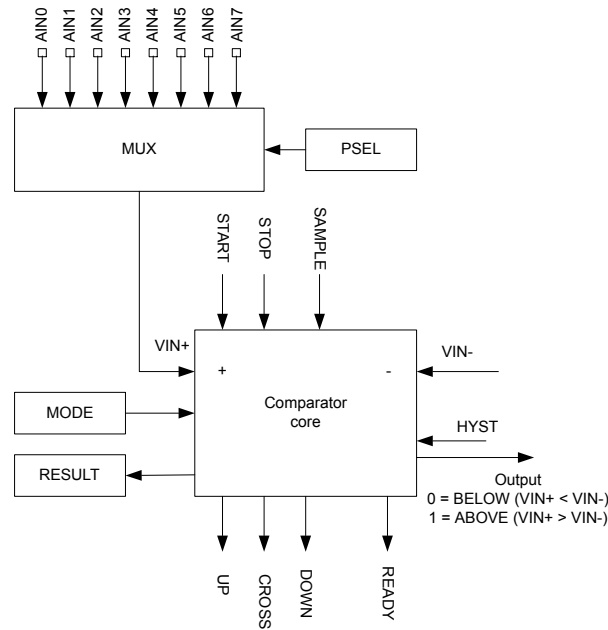 AIN0
AIN1
AIN2
AIN3
AIN4
AIN5
AIN6
AIN7
MUX
PSEL
START
STOP
SAMPLE
VIN+
VIN-
+
-
MODE
Comparator
core
HYST
RESULT
Output
0 = BELOW (VIN+ < VIN-)
1 = ABOVE (VIN+ > VIN-)
UP
CROSS
DOWN
READY